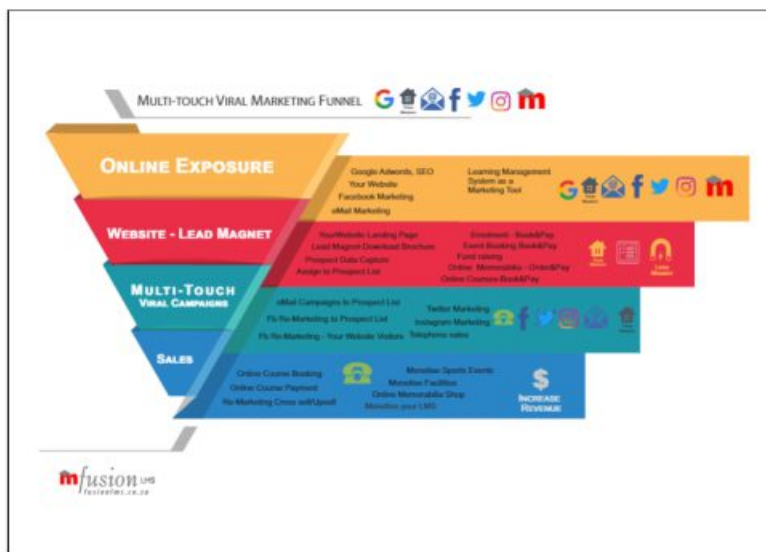 MULTI-TOUCH VIRAL MARKETING FUNNEL
ONLINE EXPOSURE
Google Adwords, SEO
Your Website
Facebook Marketing
eMail Marketing
Learning Management
System as a
Marketing Tool
WEBSITE - LEAD MAGNET
YourWebsite Landing Page
Lead Magnet-Download Brochure
Prospect Data Capture
Assign to Prospect List
Enrolment - Book&Pay
Event Booking Book&Pay
Fund raising
Online Memorabilia - Order&Pay
Online Courses-Book&Pay
MULTI-TOUCH
VIRAL CAMPAIGNS
eMail Campaigns to Prospect List
Fb Re-Marketing to Prospect List
Fb Re-Marketing - Your Website Visitors
Twitter Marketing
Instagram Marketing
Telephone sales
SALES
Online Course Booking
Online Course Payment
Re-Marketing Cross sell/Upsell
Monetise Sports Events
Monetise Facilities
Online Memorabilia Shop
Monetise your LMS
$
INCREASE
REVENUE
mfusion LMS
fusionlms.co.za